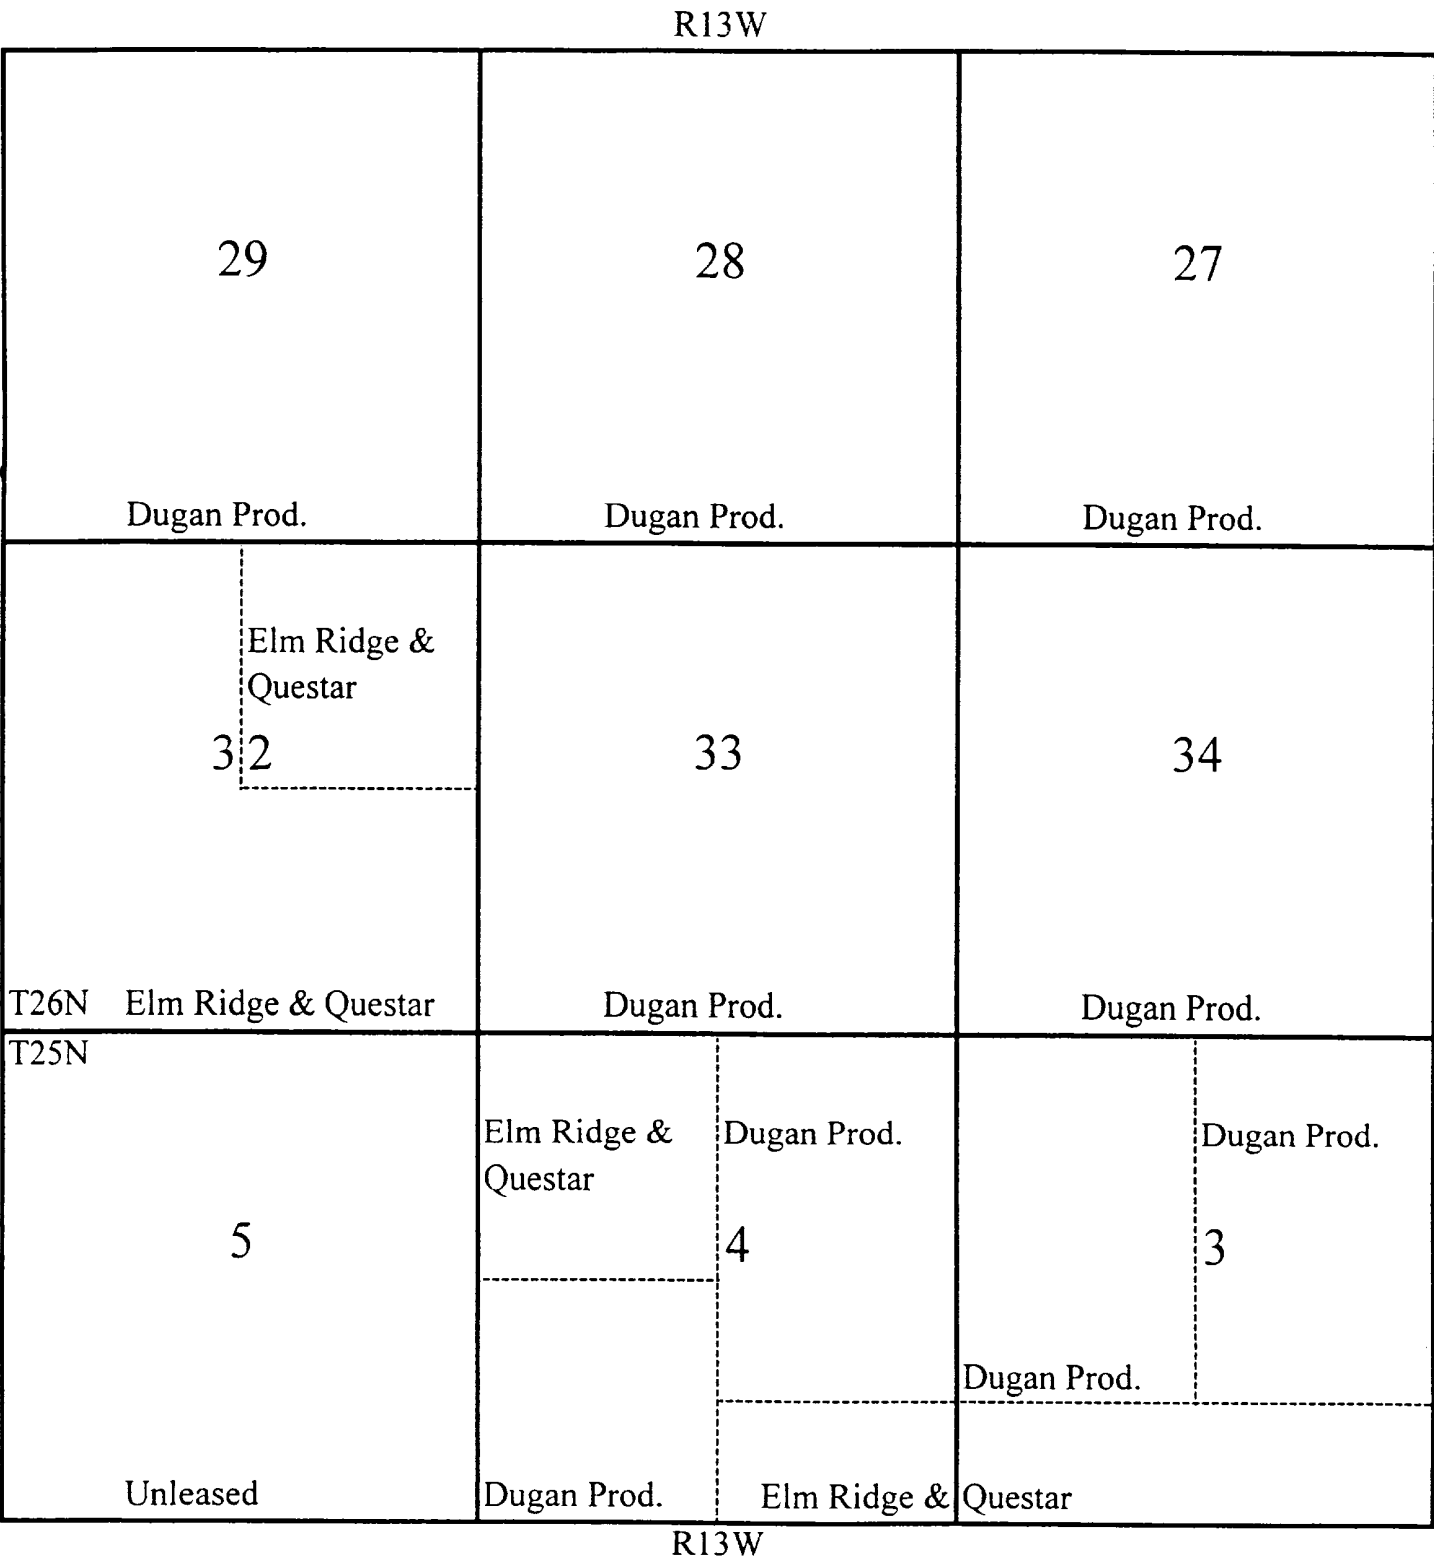 R13W
29
28
27
Dugan Prod.
Dugan Prod.
Dugan Prod.
Elm Ridge &
Questar
32
33
34
T26N
Elm Ridge & Questar
Dugan Prod.
Dugan Prod.
T25N
Elm Ridge &
Questar
Dugan Prod.
Dugan Prod.
5
4
3
Dugan Prod.
Unleased
Dugan Prod.
Elm Ridge & Questar
R13W